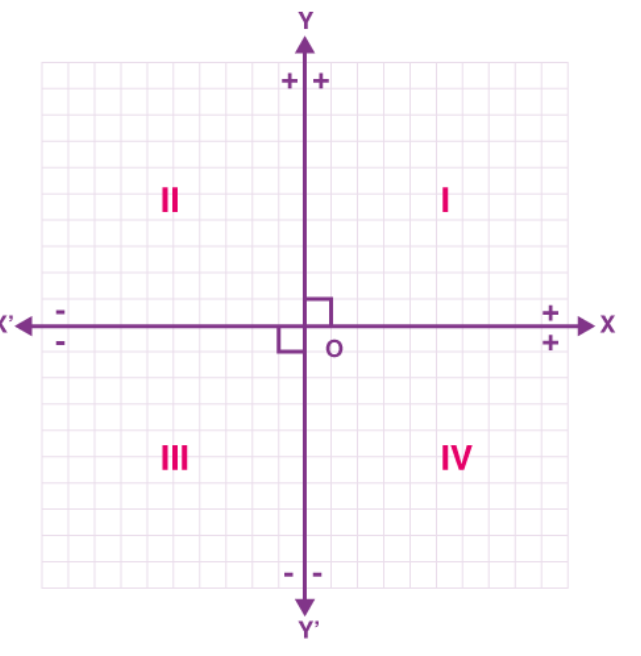 Y
+ +
II I
- +
X’ X
- +
O
III IV
- -
Y’